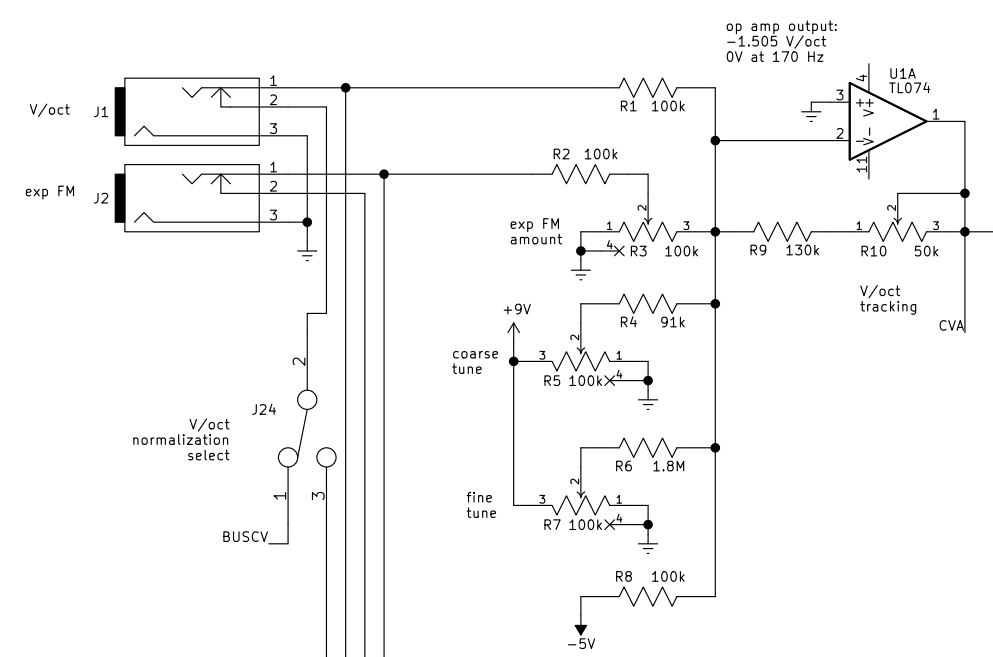 op amp output:
−1.505 V/oct
0V at 170 Hz
U1A
TL074
4
3
++
V+
1
2
−
V−
11
V/oct
J1
1
2
3
R1 100k
exp FM
J2
1
2
3
R2 100k
2
exp FM
amount
1
3
4
R3 100k
R9 130k
1
2
3
R10 50k
V/oct
tracking
CVA
R4 91k
+9V
coarse
tune
2
3
1
R5 100k
4
2
J24
V/oct
normalization
select
1
3
BUSCV
R6 1.8M
fine
tune
2
3
1
R7 100k
4
R8 100k
−5V